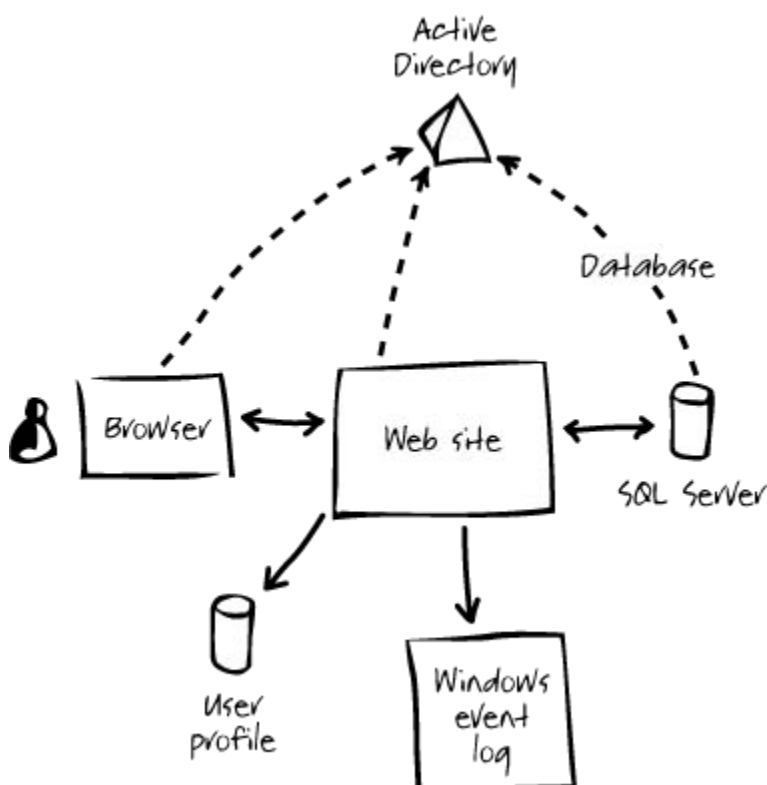 Active
Directory
Database
Browser
Web site
SQL Server
User
profile
Windows
event
log